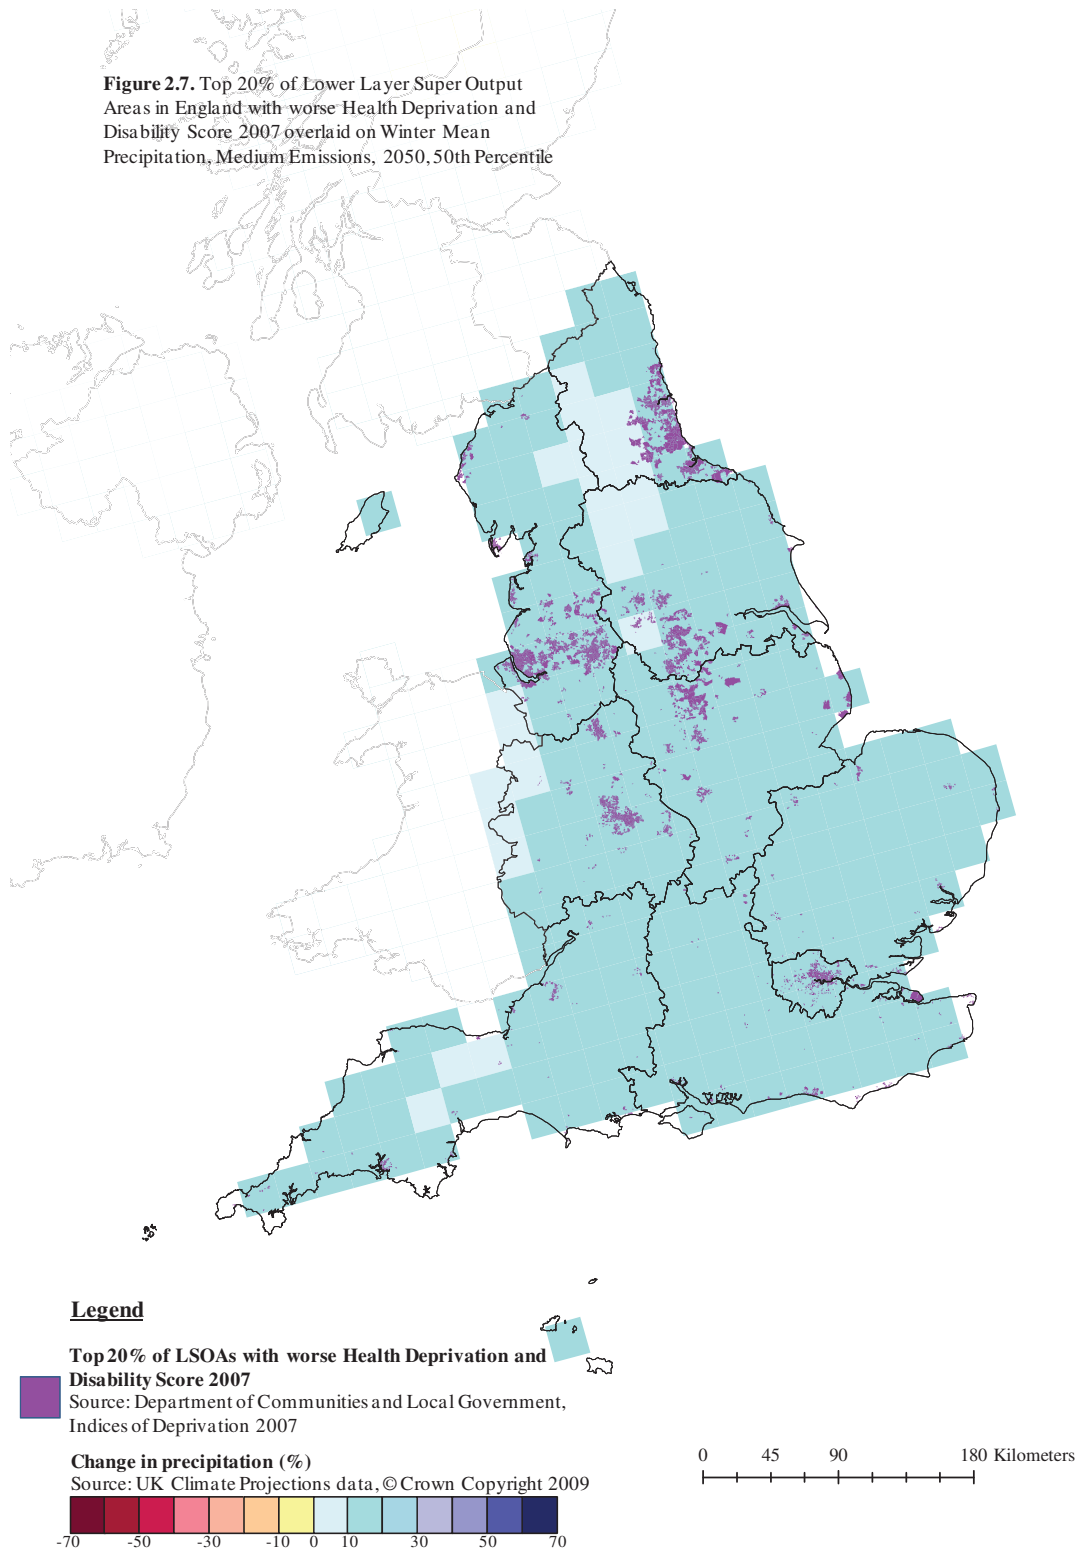 Figure 2.7. Top 20% of Lower Layer Super Output
Areas in England with worse Health Deprivation and
Disability Score 2007 overlaid on Winter Mean
Precipitation, Medium Emissions, 2050, 50th Percentile
Legend
Top 20% of LSOAs with worse Health Deprivation and
Disability Score 2007
Source: Department of Communities and Local Government,
Indices of Deprivation 2007
Change in precipitation (%)
Source: UK Climate Projections data, © Crown Copyright 2009
-70 -50 -30 -10 0 10 30 50 70
0 45 90 180 Kilometers